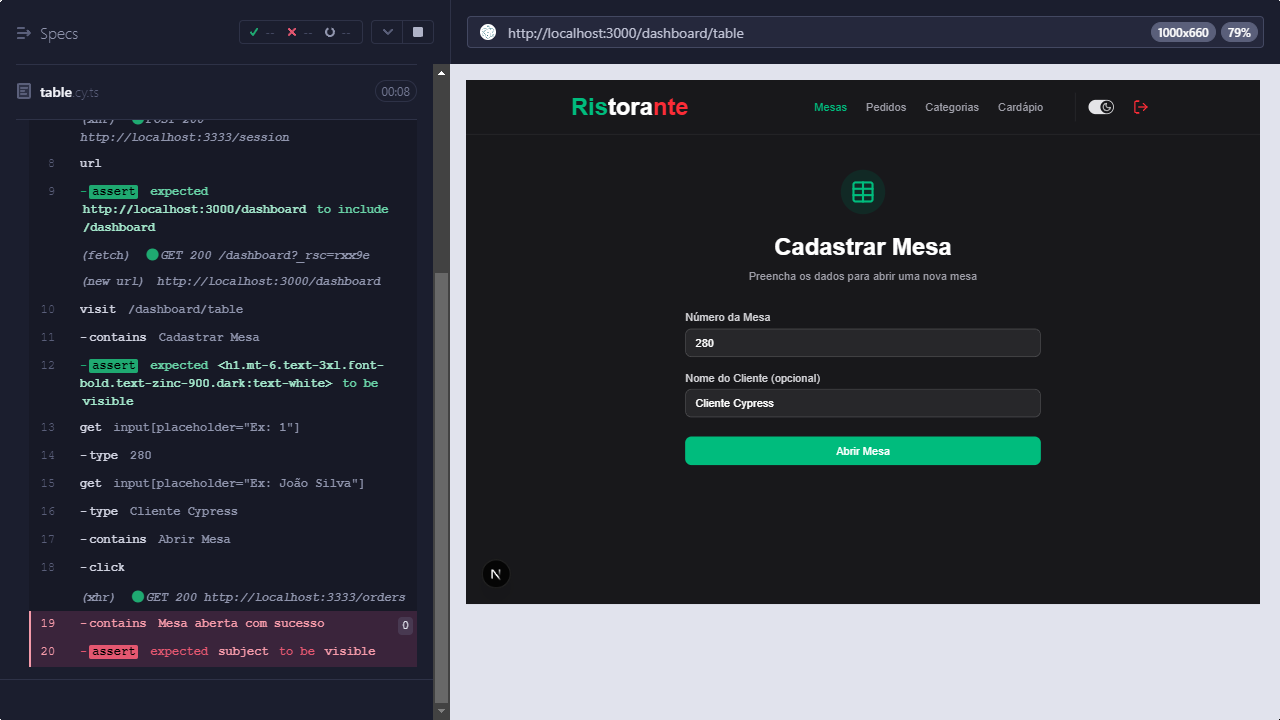 Specs
-- -- --
table.cy.ts
00:08
(xhr) POST 200
http://localhost:3333/session
8 url
9 -assert expected
http://localhost:3000/dashboard to include
/dashboard
(fetch) GET 200 /dashboard?_rsc=rxx9e
(new url) http://localhost:3000/dashboard
10 visit /dashboard/table
11 -contains Cadastrar Mesa
12 -assert expected <h1.mt-6.text-3xl.font-
bold.text-zinc-900.dark:text-white> to be
visible
13 get input[placeholder="Ex: 1"]
14 -type 280
15 get input[placeholder="Ex: João Silva"]
16 -type Cliente Cypress
17 -contains Abrir Mesa
18 -click
(xhr) GET 200 http://localhost:3333/orders
19 -contains Mesa aberta com sucesso 0
20 -assert expected subject to be visible
http://localhost:3000/dashboard/table
1000x660 79%
Ristorante
Mesas Pedidos Categorias Cardápio
Cadastrar Mesa
Preencha os dados para abrir uma nova mesa
Número da Mesa
280
Nome do Cliente (opcional)
Cliente Cypress
Abrir Mesa
N